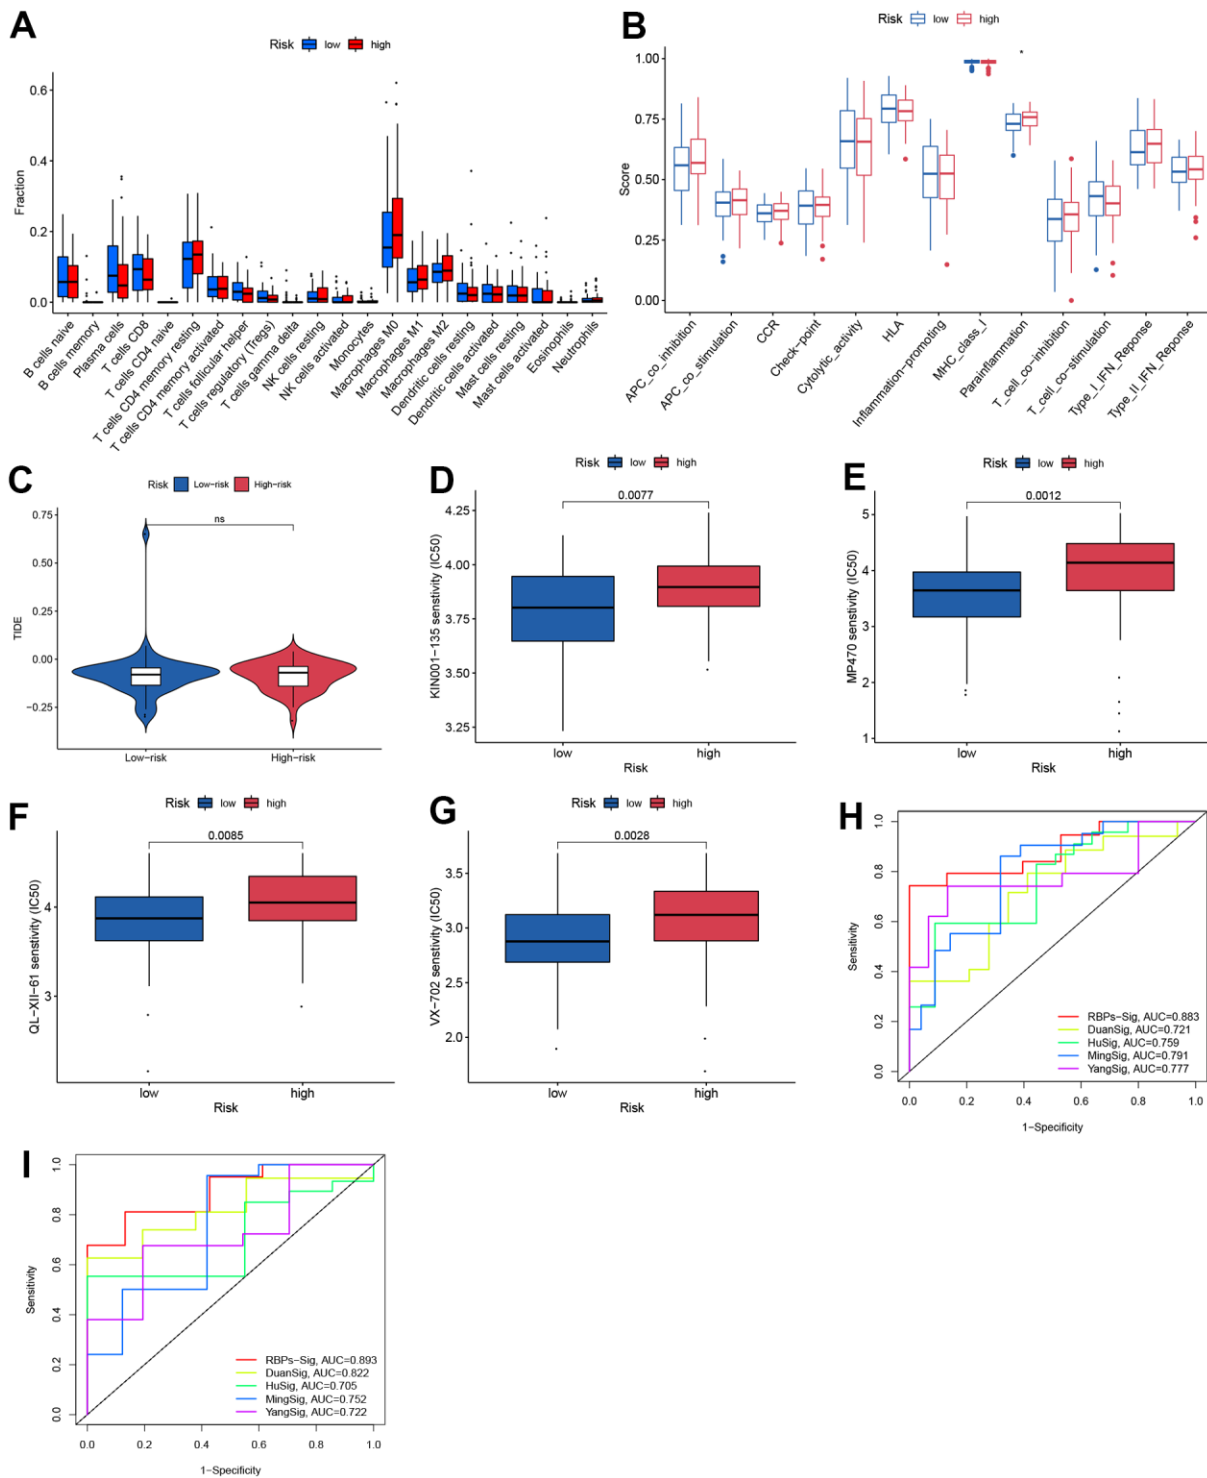 A
Risk low high
Fraction
0.6
0.4
0.2
0.0
B cells naive
B cells memory
Plasma cells
T cells CD8
T cells CD4 naive
T cells CD4 memory resting
T cells CD4 memory activated
T cells follicular helper
T cells regulatory (Tregs)
T cells gamma delta
NK cells resting
NK cells activated
Monocytes
Macrophages M0
Macrophages M1
Macrophages M2
Dendritic cells resting
Dendritic cells activated
Mast cells resting
Mast cells activated
Eosinophils
Neutrophils
B
Risk low high
Score
1.00
0.75
0.50
0.25
0.00
*
APC_co_inhibition
APC_co_stimulation
CCR
Check-point
Cytolytic_activity
HLA
Inflammation-promoting
MHC_class_I
Parainflammation
T_cell_co-inhibition
T_cell_co-stimulation
Type_I_IFN_Reponse
Type_II_IFN_Reponse
C
Risk Low-risk High-risk
TIDE
0.75
0.50
0.25
0.00
-0.25
ns
Low-risk High-risk
D
Risk low high
KIN001-135 senstivity (IC50)
4.25
4.00
3.75
3.50
3.25
0.0077
low high
Risk
E
Risk low high
MP470 senstivity (IC50)
5
4
3
2
1
0.0012
low high
Risk
F
Risk low high
QL-XII-61 senstivity (IC50)
4
3
0.0085
low high
Risk
G
Risk low high
VX-702 senstivity (IC50)
3.5
3.0
2.5
2.0
0.0028
low high
Risk
H
Sensitivity
1.0
0.8
0.6
0.4
0.2
0.0
RBPs-Sig, AUC=0.883
DuanSig, AUC=0.721
HuSig, AUC=0.759
MingSig, AUC=0.791
YangSig, AUC=0.777
0.0 0.2 0.4 0.6 0.8 1.0
1-Specificity
I
Sensitivity
1.0
0.8
0.6
0.4
0.2
0.0
RBPs-Sig, AUC=0.893
DuanSig, AUC=0.822
HuSig, AUC=0.705
MingSig, AUC=0.752
YangSig, AUC=0.722
0.0 0.2 0.4 0.6 0.8 1.0
1-Specificity